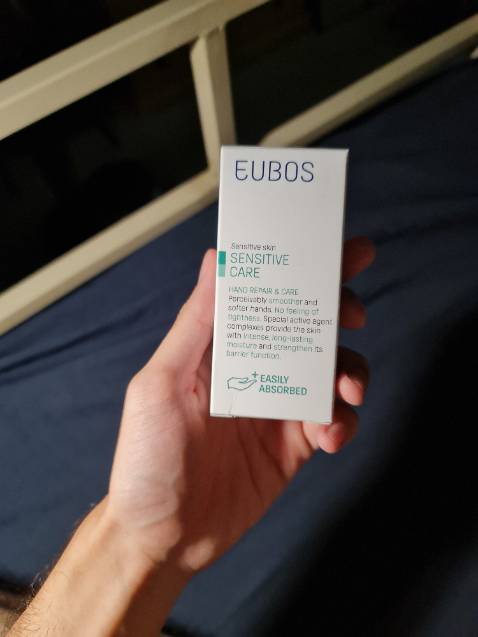 EUBOS
Sensitive skin
SENSITIVE
CARE
HAND REPAIR & CARE
Perceivably smoother and
softer hands. No feeling of
tightness. Special active agent
complexes provide the skin
with intense, long-lasting
moisture and strengthen its
barrier function.
EASILY
ABSORBED